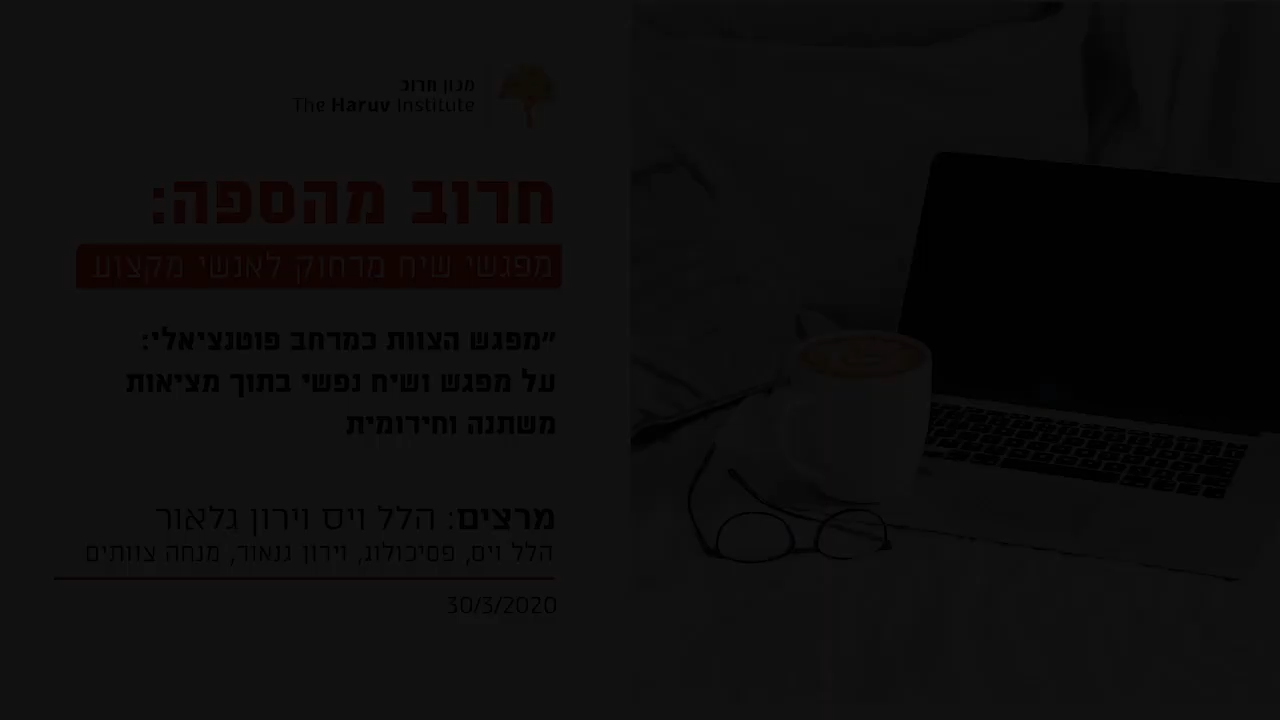 מכון חרוב
The Haruv Institute
חרוב מהספה:
מפגשי שיח מרחוק לאנשי מקצוע
״מפגש הצוות כמרחב פוטנציאלי:
על מפגש ושיח נפשי בתוך מציאות
משתנה וחירומית
מרצים: הלל ויס וירון גלאור
הלל ויס, פסיכולוג, וירון גנאור, מנחה צוותים
30/3/2020